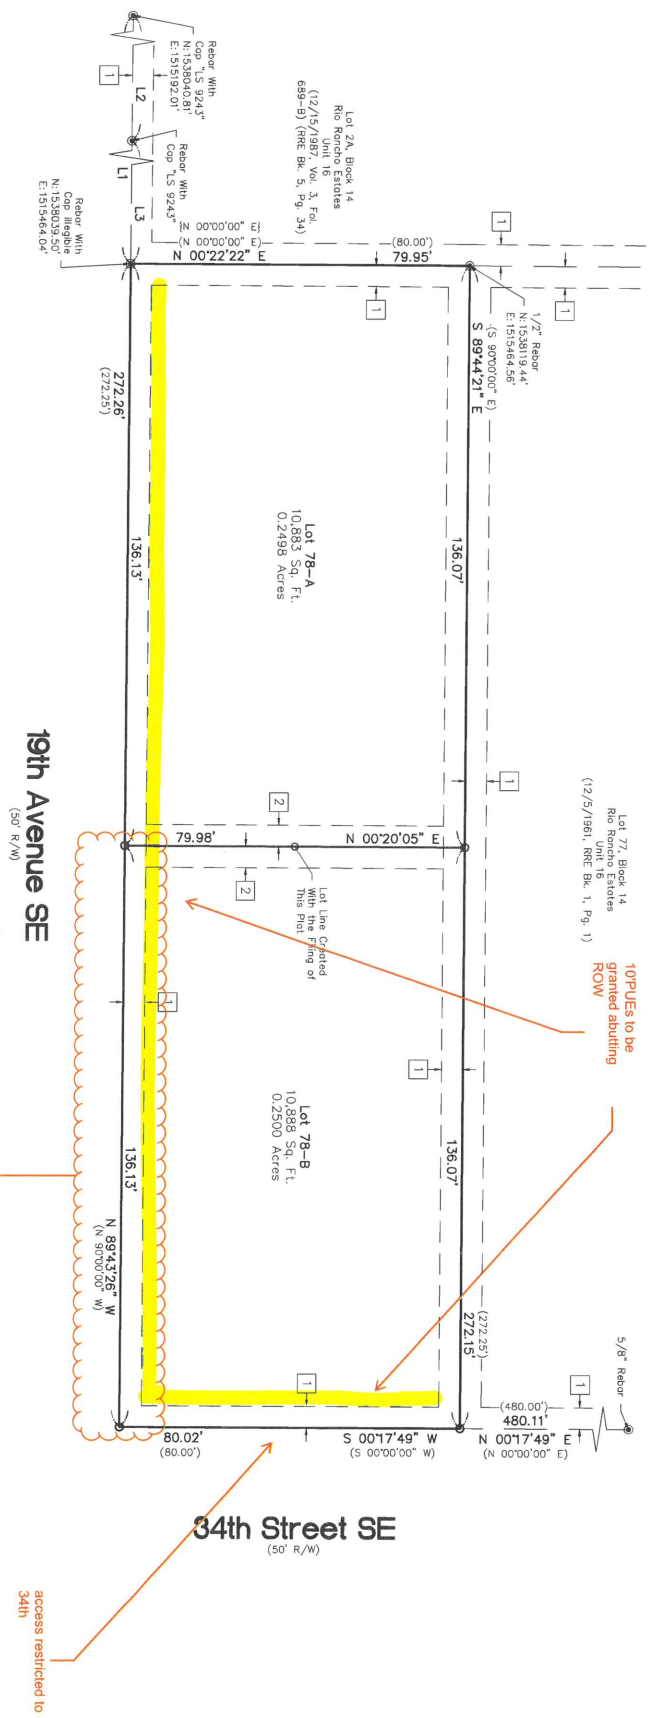 Rebar With
Cap "LS 9243"
N:1538040.81'
E:1515192.01'
1
L2
Rebar With
Cap "LS 9243"
L1
L3
Rebar With
Cap Illegible
N:1538039.50'
E:1515464.04'
Lot 2A, Block 14
Rio Rancho Estates
Unit 16
(12/15/1987, Vol. 3, Fol.
689-B) (RRE Bk. 5, Pg. 34)
{N 00°00'00" E}
(N 00°00'00" E)
(80.00')
N 00°22'22" E
79.95'
1
1
1
1/2" Rebar
N:1538119.44'
E:1515464.56'
(S 90°00'00" E)
S 89°44'21" E
272.26'
(272.25')
136.13'
136.07'
Lot 78-A
10,883 Sq. Ft.
0.2498 Acres
1
Lot 77, Block 14
Rio Rancho Estates
Unit 16
(12/5/1961, RRE Bk. 1, Pg. 1)
2
79.98'
N 00°20'05" E
2
Lot Line Created
With the Filing of
This Plat
19th Avenue SE
(50' R/W)
10'PUEs to be
granted abutting
ROW
1
1
Lot 78-B
10,888 Sq. Ft.
0.2500 Acres
136.13'
136.07'
N 89°43'26" W
(N 90°00'00" W)
(272.25')
272.15'
5/8" Rebar
1
1
(480.00')
480.11'
80.02'
(80.00')
S 00°17'49" W
(S 00°00'00" W)
N 00°17'49" E
(N 00°00'00" E)
34th Street SE
(50' R/W)
access restricted to
34th